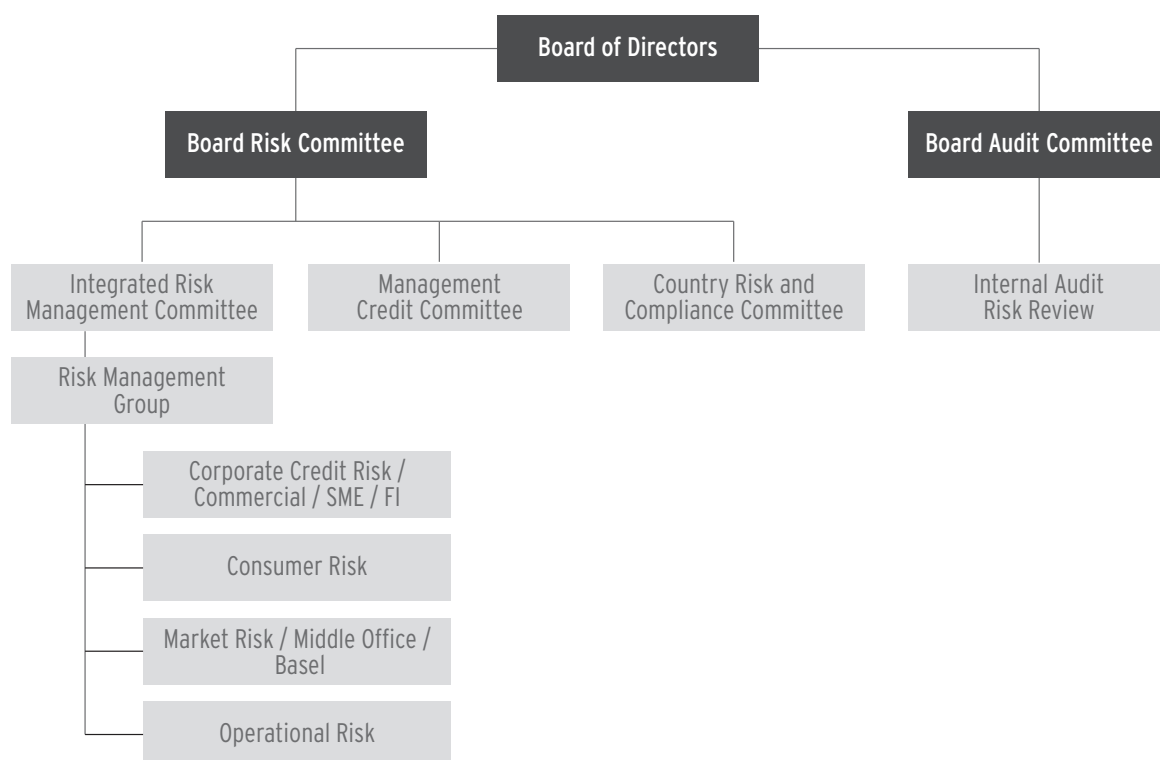 Board of Directors
Board Risk Committee
Board Audit Committee
Integrated Risk
Management Committee
Management
Credit Committee
Country Risk and
Compliance Committee
Internal Audit
Risk Review
Risk Management
Group
Corporate Credit Risk /
Commercial / SME / FI
Consumer Risk
Market Risk / Middle Office /
Basel
Operational Risk